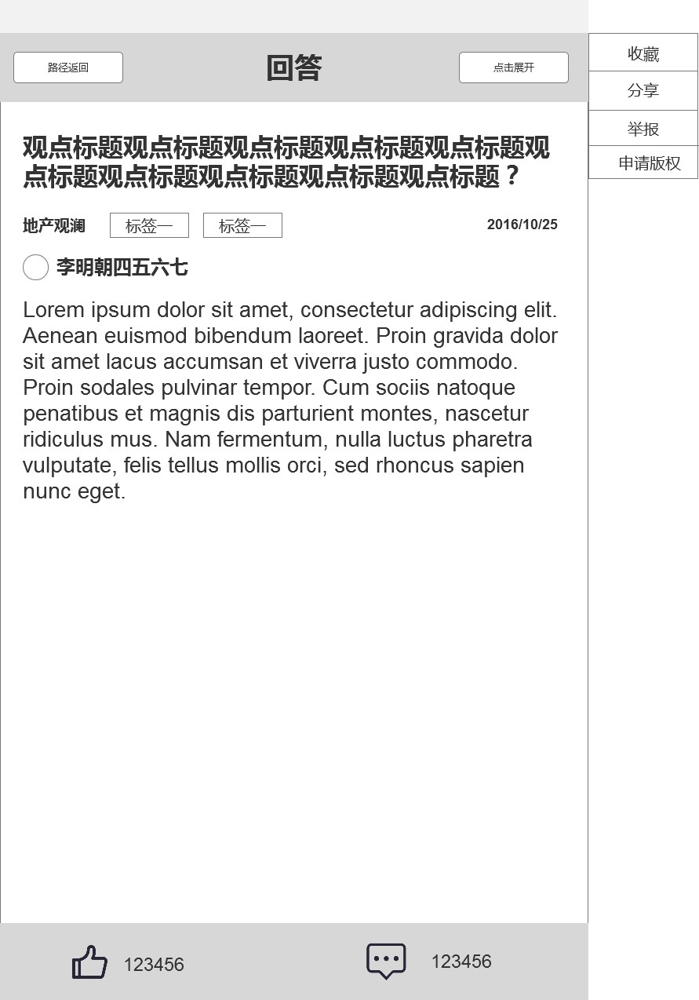 路径返回
回答
点击展开
收藏
分享
举报
申请版权
观点标题观点标题观点标题观点标题观点标题观
点标题观点标题观点标题观点标题观点标题？
地产观澜
标签一
标签一
2016/10/25
李明朝四五六七
Lorem ipsum dolor sit amet, consectetur adipiscing elit.
Aenean euismod bibendum laoreet. Proin gravida dolor
sit amet lacus accumsan et viverra justo commodo.
Proin sodales pulvinar tempor. Cum sociis natoque
penatibus et magnis dis parturient montes, nascetur
ridiculus mus. Nam fermentum, nulla luctus pharetra
vulputate, felis tellus mollis orci, sed rhoncus sapien
nunc eget.
123456
123456